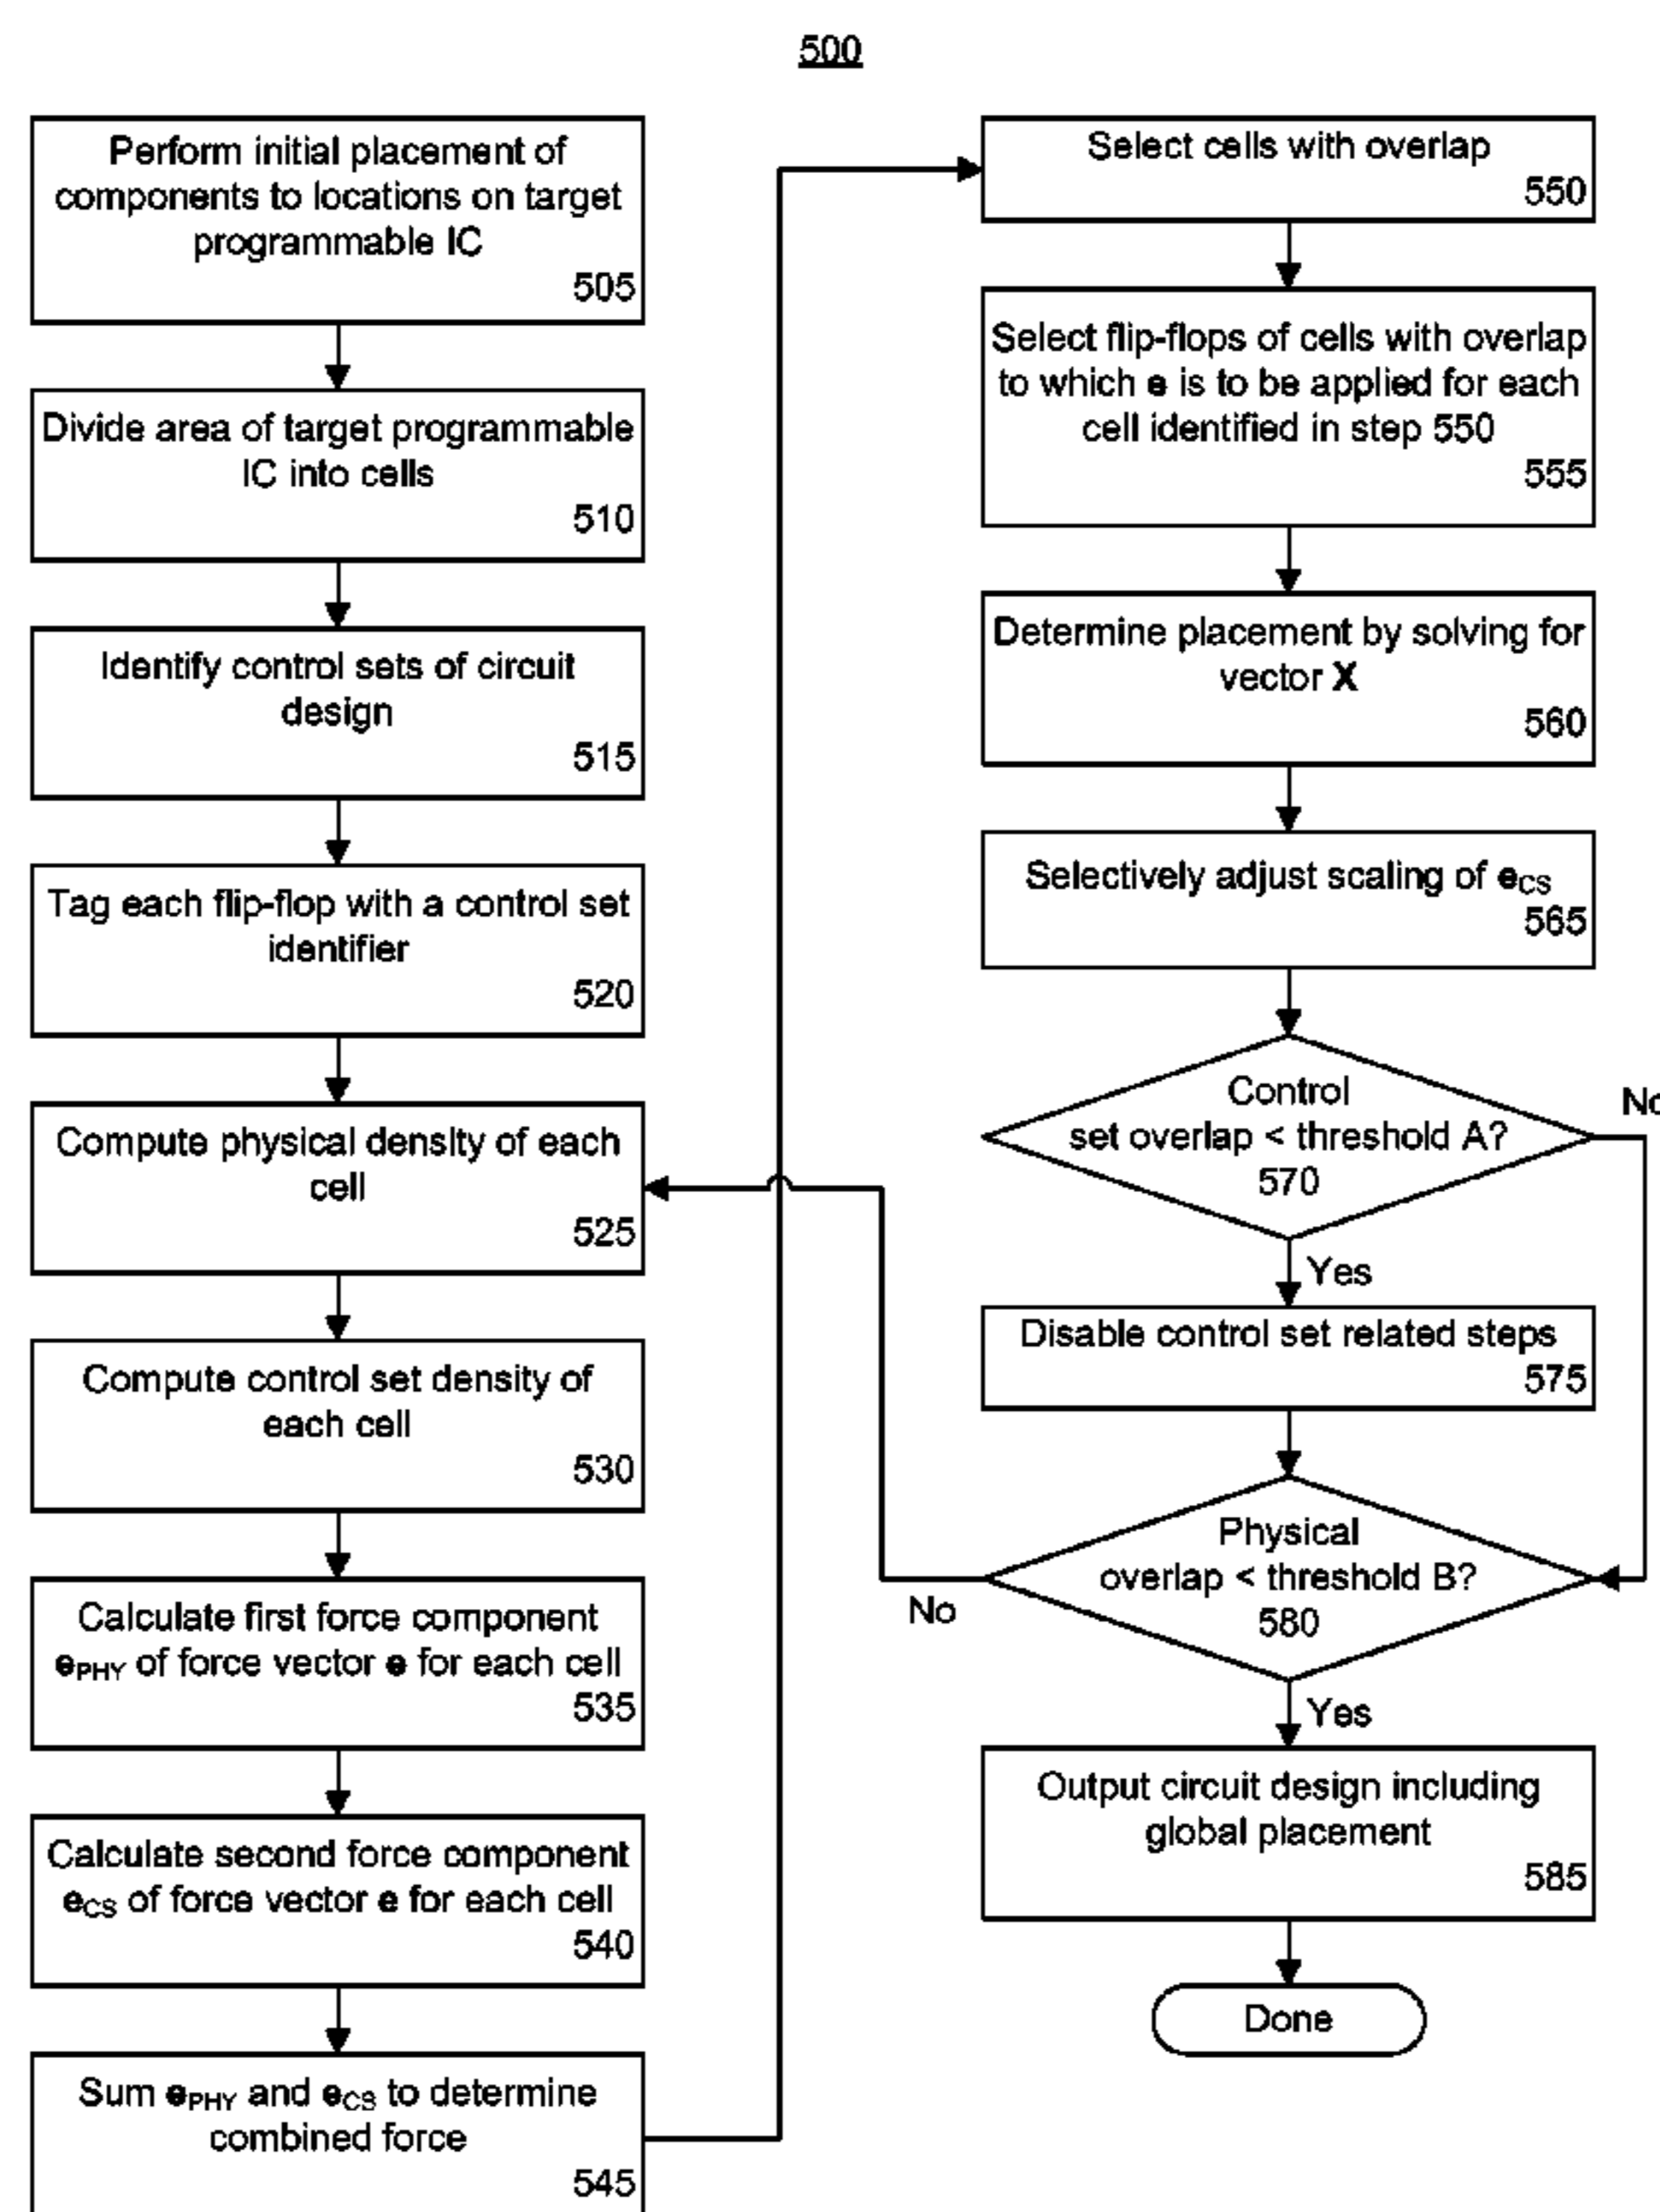 500
Perform initial placement of
components to locations on target
programmable IC
505
Divide area of target programmable
IC into cells
510
Identify control sets of circuit
design
515
Tag each flip-flop with a control set
identifier
520
Compute physical density of each
cell
525
Compute control set density of
each cell
530
Calculate first force component
ePHY of force vector e for each cell
535
Calculate second force component
eCS of force vector e for each cell
540
Sum ePHY and eCS to determine
combined force
545
Select cells with overlap
550
Select flip-flops of cells with overlap
to which e is to be applied for each
cell identified in step 550
555
Determine placement by solving for
vector X
560
Selectively adjust scaling of eCS
565
Control
set overlap < threshold A?
570
No
Yes
Disable control set related steps
575
Physical
overlap < threshold B?
580
No
Yes
Output circuit design including
global placement
585
Done